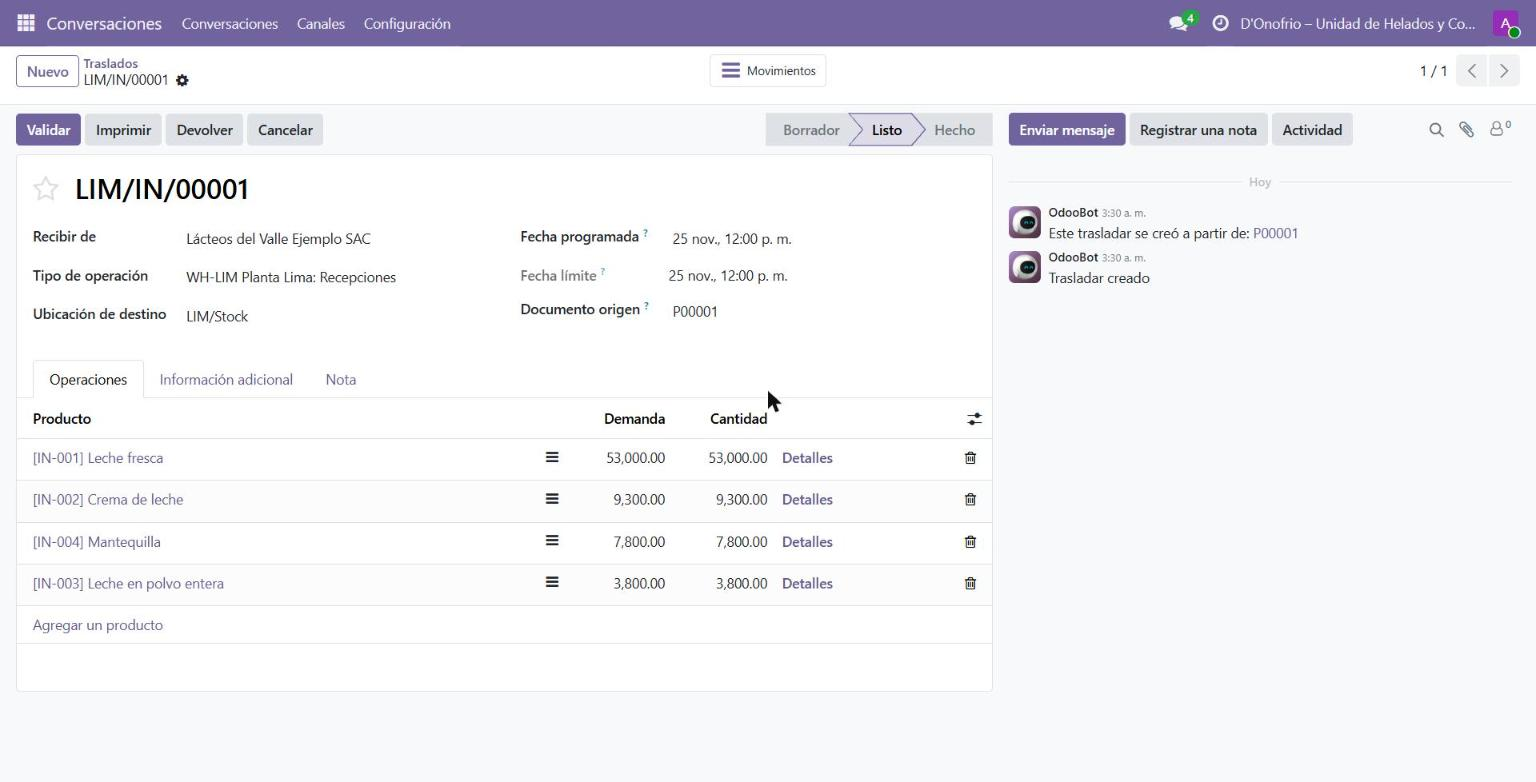 Conversaciones Conversaciones Canales Configuración 4 D'Onofrio – Unidad de Helados y Co... A
Nuevo Traslados
LIM/IN/00001
Movimientos
1 / 1
Validar Imprimir Devolver Cancelar Borrador Listo Hecho
Enviar mensaje Registrar una nota Actividad 0
LIM/IN/00001
Recibir de Lácteos del Valle Ejemplo SAC
Tipo de operación WH-LIM Planta Lima: Recepciones
Ubicación de destino LIM/Stock
Fecha programada ? 25 nov., 12:00 p. m.
Fecha límite ? 25 nov., 12:00 p. m.
Documento origen ? P00001
Operaciones Información adicional Nota
Producto Demanda Cantidad
[IN-001] Leche fresca 53,000.00 53,000.00 Detalles
[IN-002] Crema de leche 9,300.00 9,300.00 Detalles
[IN-004] Mantequilla 7,800.00 7,800.00 Detalles
[IN-003] Leche en polvo entera 3,800.00 3,800.00 Detalles
Agregar un producto
Hoy
OdooBot 3:30 a. m.
Este trasladar se creó a partir de: P00001
OdooBot 3:30 a. m.
Trasladar creado